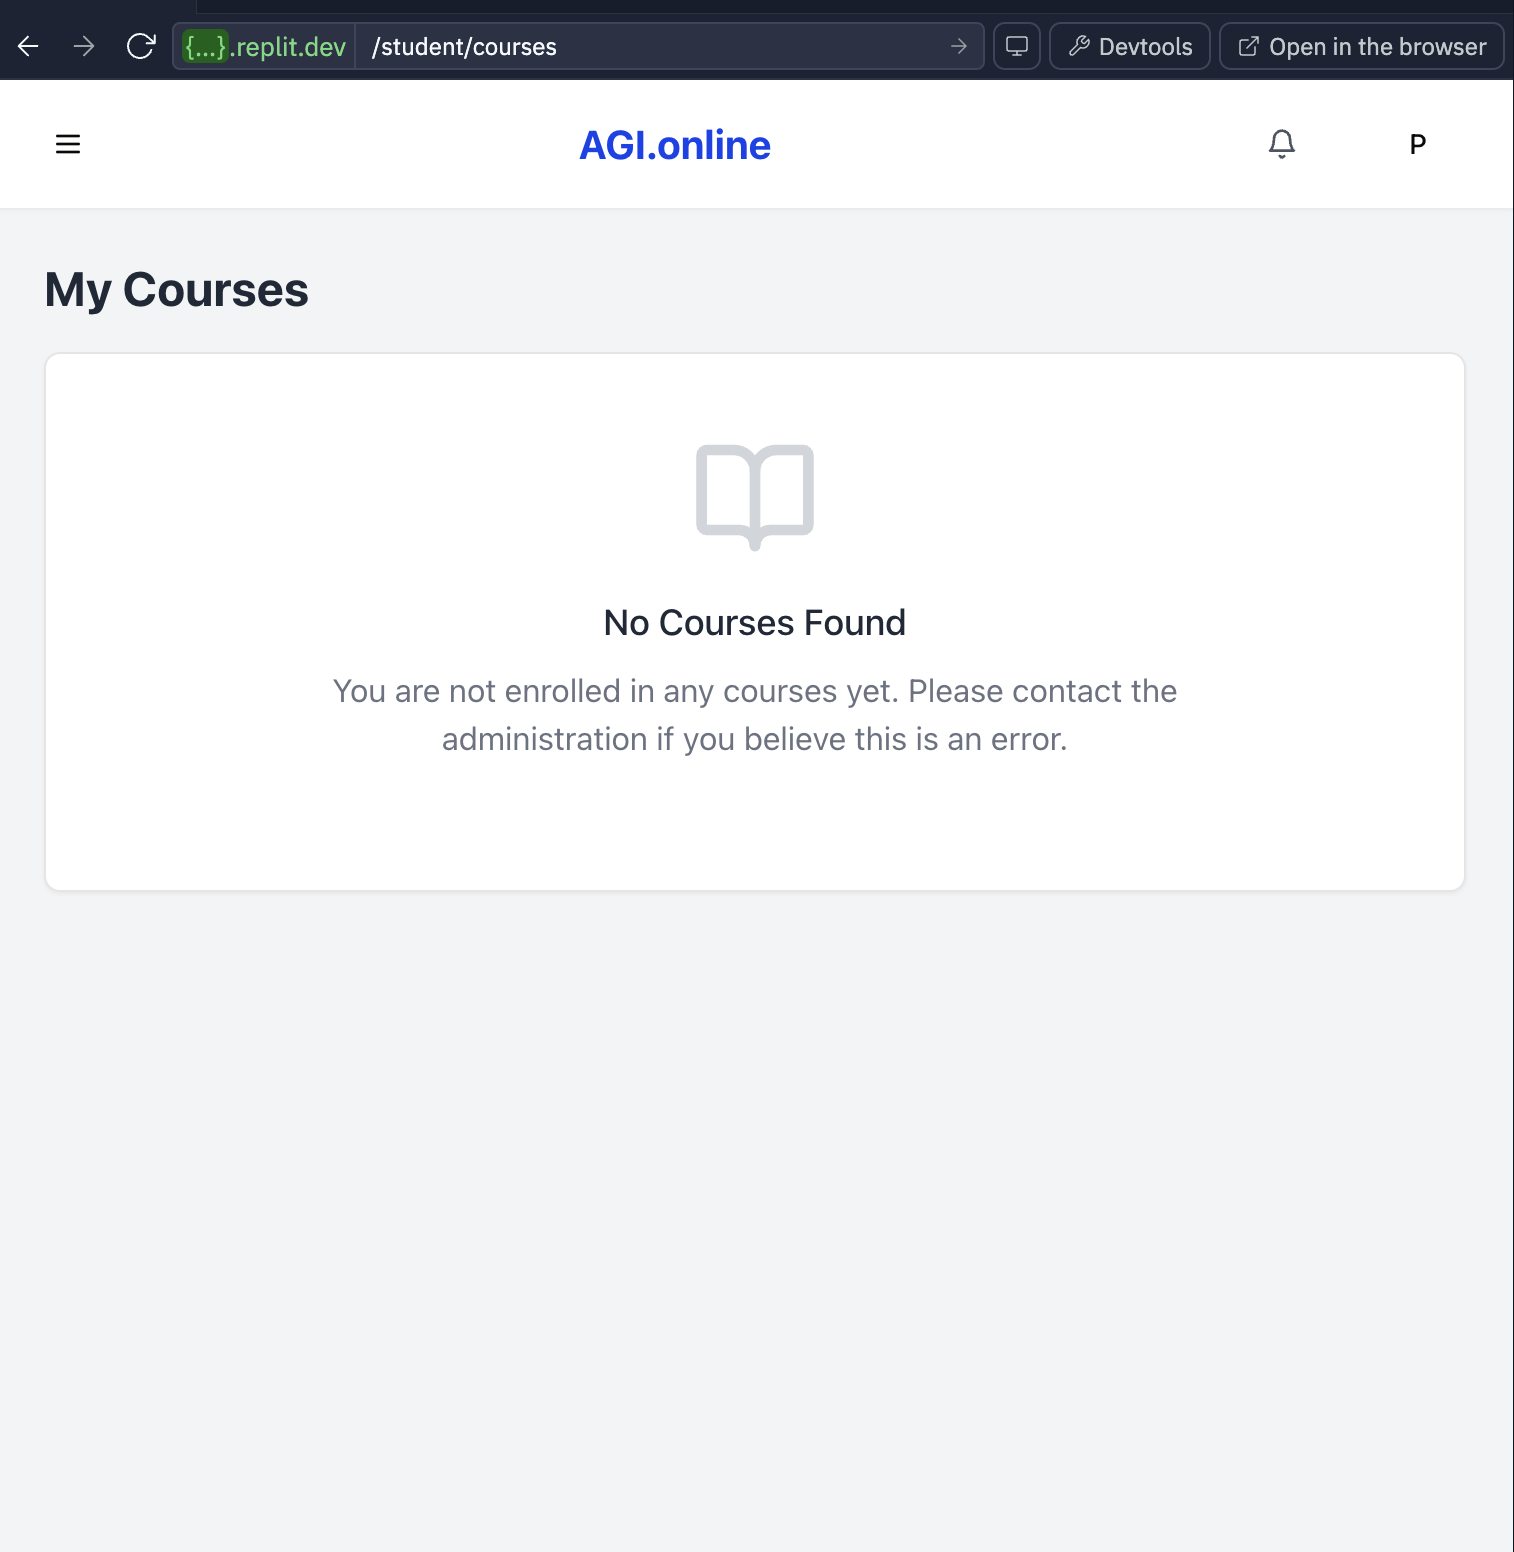 {...}.replit.dev /student/courses Devtools Open in the browser
AGI.online P
My Courses
No Courses Found
You are not enrolled in any courses yet. Please contact the
administration if you believe this is an error.